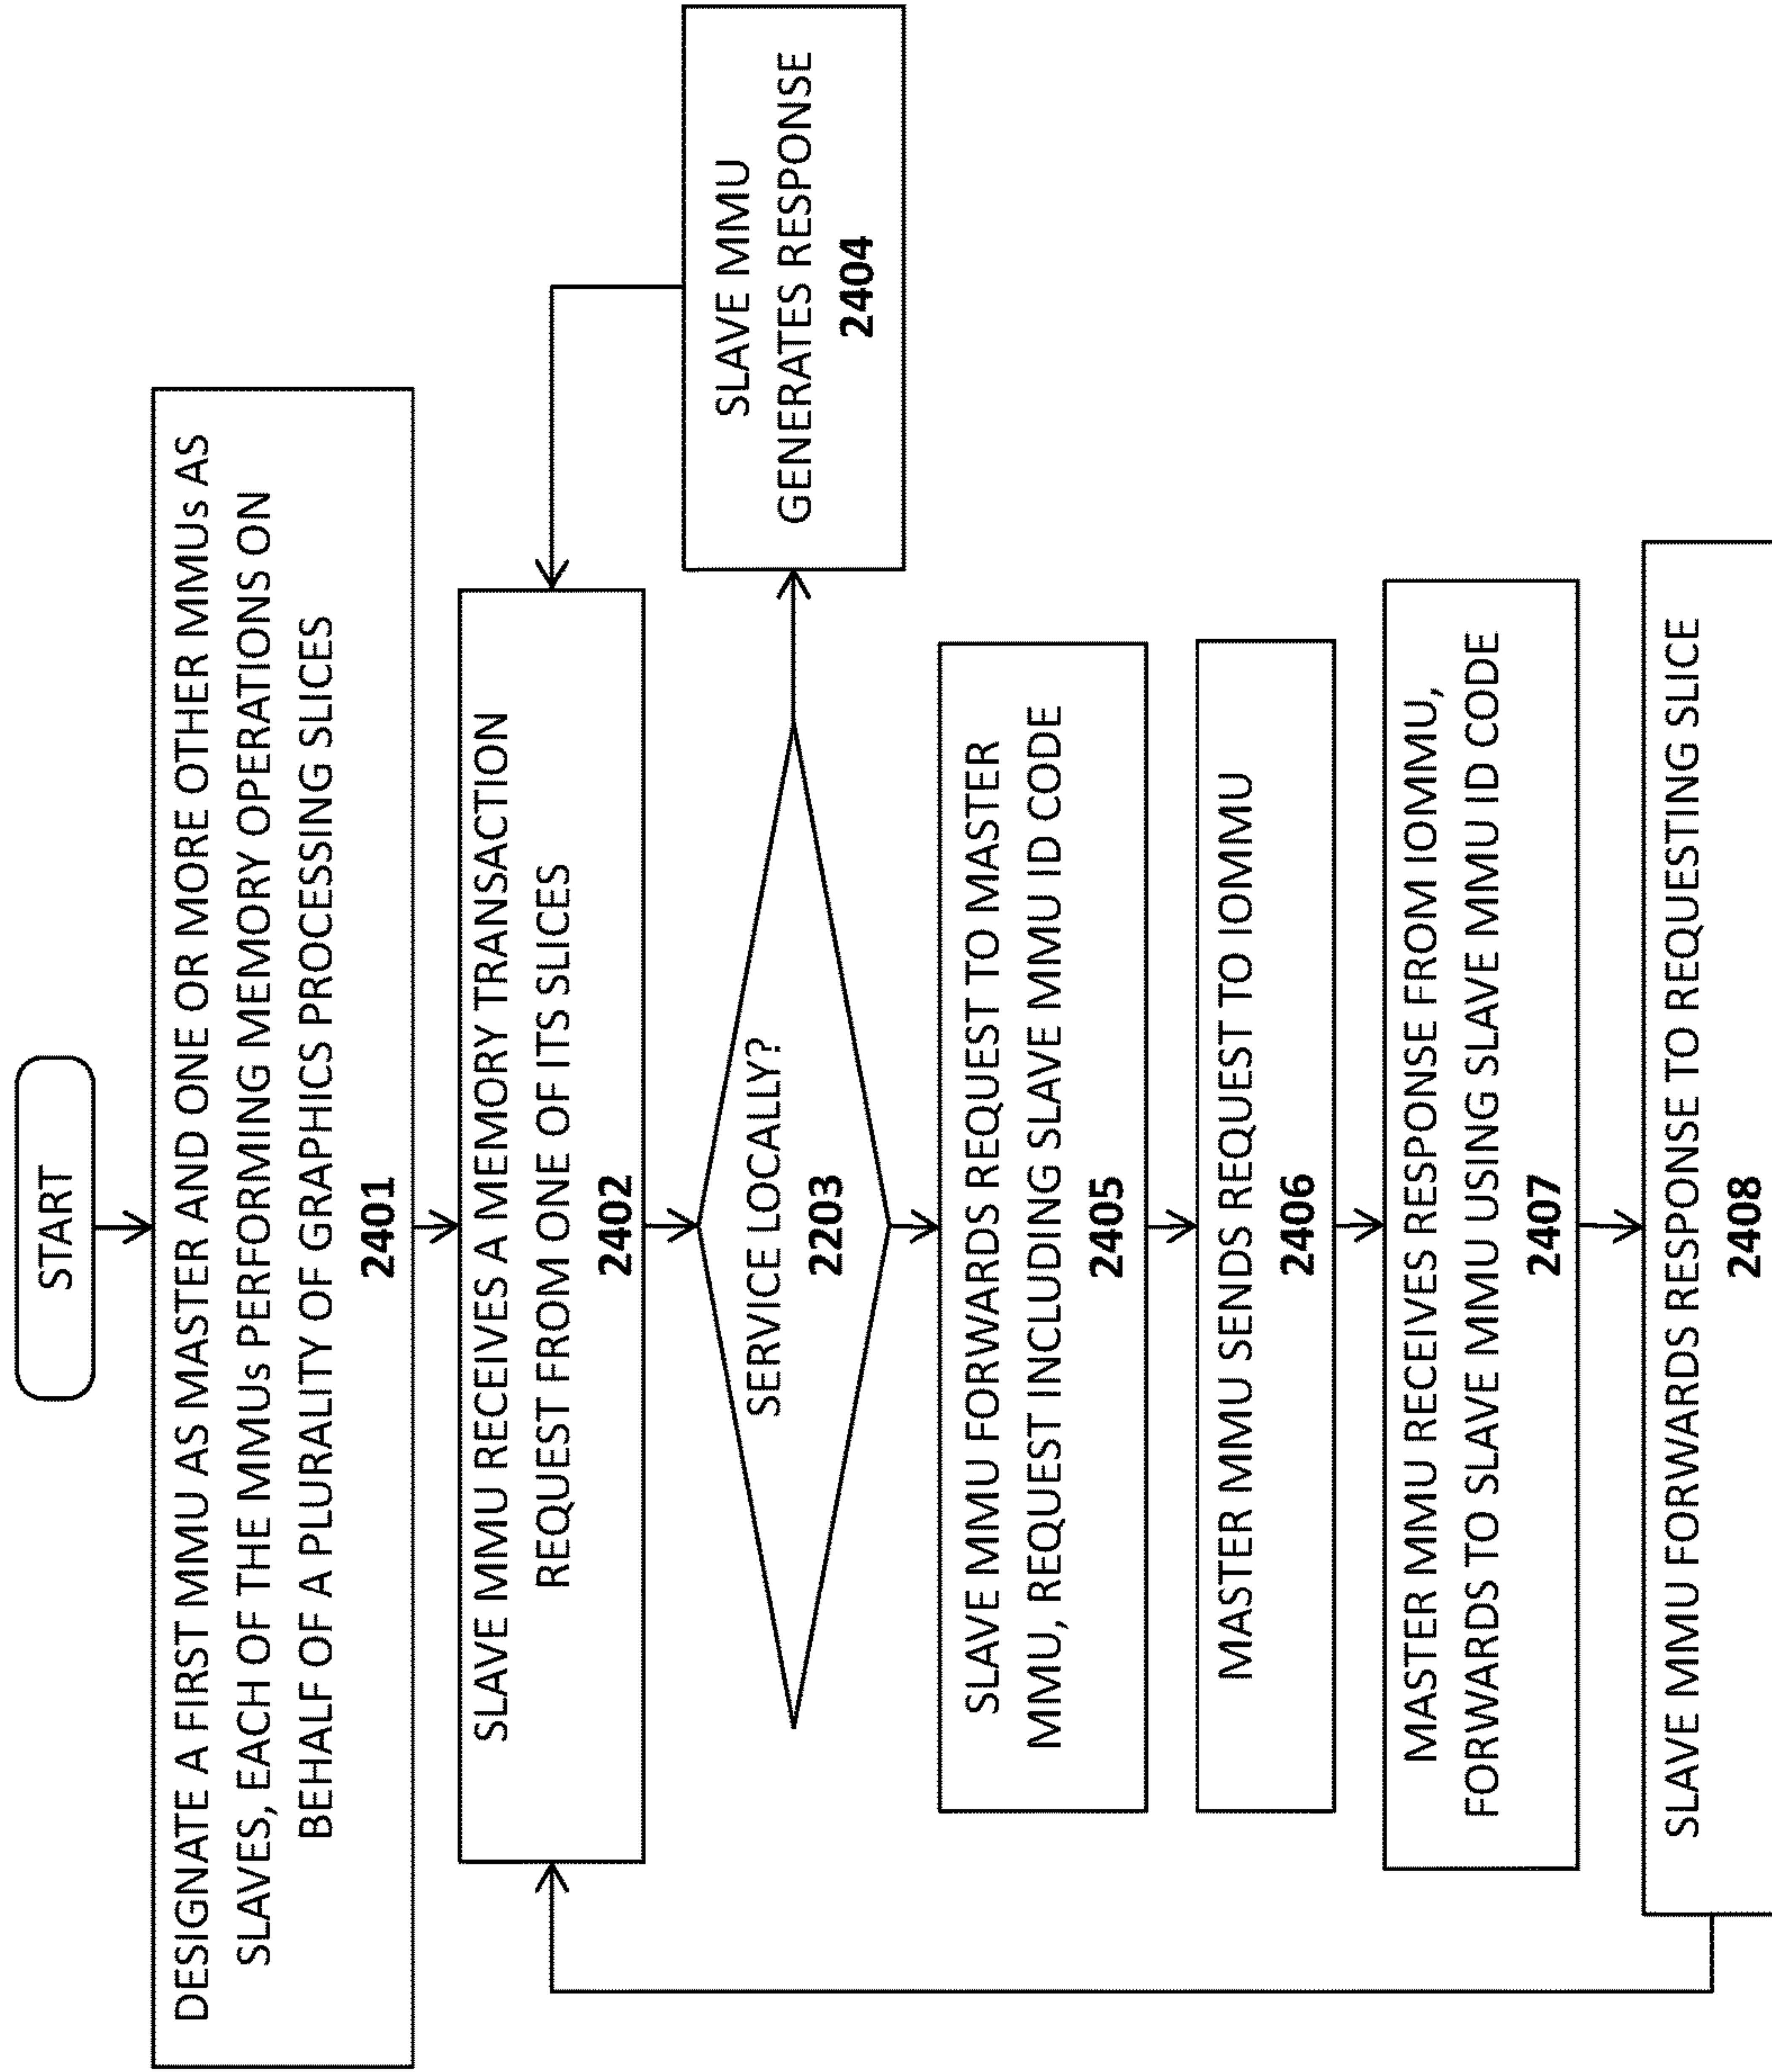 START
DESIGNATE A FIRST MMU AS MASTER AND ONE OR MORE OTHER MMUs AS
SLAVES, EACH OF THE MMUs PERFORMING MEMORY OPERATIONS ON
BEHALF OF A PLURALITY OF GRAPHICS PROCESSING SLICES
2401
SLAVE MMU RECEIVES A MEMORY TRANSACTION
REQUEST FROM ONE OF ITS SLICES
2402
SERVICE LOCALLY?
2203
SLAVE MMU
GENERATES RESPONSE
2404
SLAVE MMU FORWARDS REQUEST TO MASTER
MMU, REQUEST INCLUDING SLAVE MMU ID CODE
2405
MASTER MMU SENDS REQUEST TO IOMMU
2406
MASTER MMU RECEIVES RESPONSE FROM IOMMU,
FORWARDS TO SLAVE MMU USING SLAVE MMU ID CODE
2407
SLAVE MMU FORWARDS RESPONSE TO REQUESTING SLICE
2408